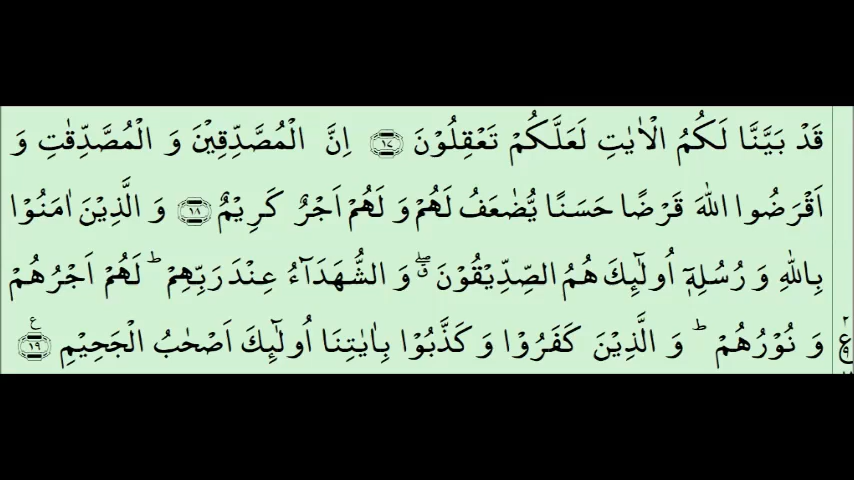 قَدْ بَيَّنَّا لَكُمُ الْاٰيٰتِ لَعَلَّكُمْ تَعْقِلُوْنَ ۝١٧ اِنَّ الْمُصَّدِّقِيْنَ وَ الْمُصَّدِّقٰتِ وَ
اَقْرَضُوا اللّٰهَ قَرْضًا حَسَنًا يُّضٰعَفُ لَهُمْ وَ لَهُمْ اَجْرٌ كَرِيْمٌ ۝١٨ وَ الَّذِيْنَ اٰمَنُوْا
بِاللّٰهِ وَ رُسُلِهٖۤ اُولٰٓئِكَ هُمُ الصِّدِّيْقُوْنَ ۖۗ وَ الشُّهَدَآءُ عِنْدَ رَبِّهِمْ ؕ لَهُمْ اَجْرُهُمْ
وَ نُوْرُهُمْ ؕ وَ الَّذِيْنَ كَفَرُوْا وَ كَذَّبُوْا بِاٰيٰتِنَا اُولٰٓئِكَ اَصْحٰبُ الْجَحِيْمِ ۝١٩ ع